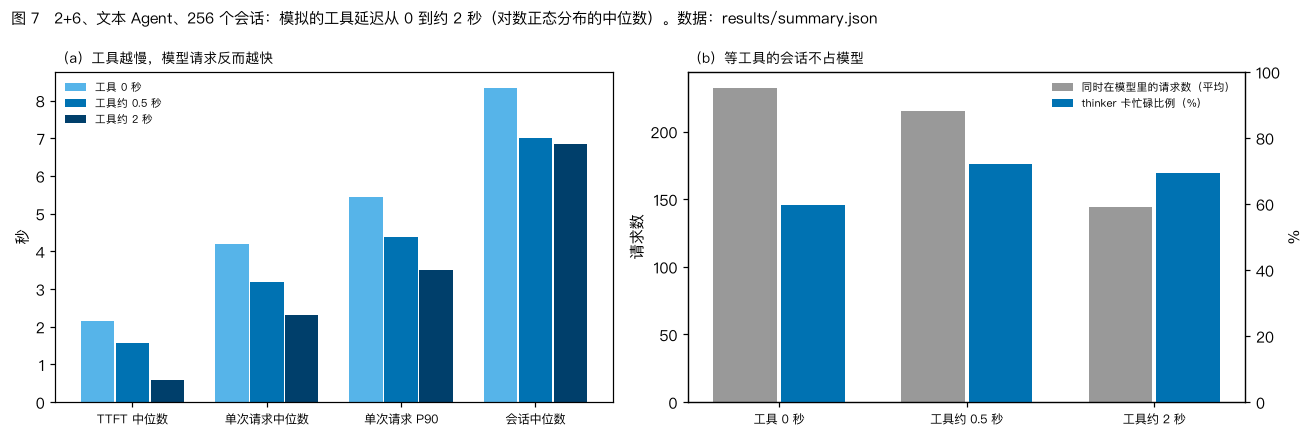 图 7   2+6、文本 Agent、256 个会话：模拟的工具延迟从 0 到约 2 秒（对数正态分布的中位数）。数据：results/summary.json
（a）工具越慢，模型请求反而越快
工具 0 秒
工具约 0.5 秒
工具约 2 秒
秒
8
7
6
5
4
3
2
1
0
TTFT 中位数
单次请求中位数
单次请求 P90
会话中位数
（b）等工具的会话不占模型
同时在模型里的请求数（平均）
thinker 卡忙碌比例（%）
请求数
200
150
100
50
0
100
80
60
40
20
0
%
工具 0 秒
工具约 0.5 秒
工具约 2 秒